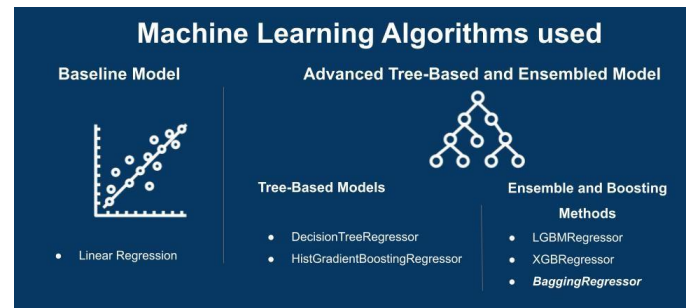 Machine Learning Algorithms used
Baseline Model
Linear Regression
Advanced Tree-Based and Ensembled Model
Tree-Based Models
DecisionTreeRegressor
HistGradientBoostingRegressor
Ensemble and Boosting
Methods
LGBMRegressor
XGBRegressor
BaggingRegressor